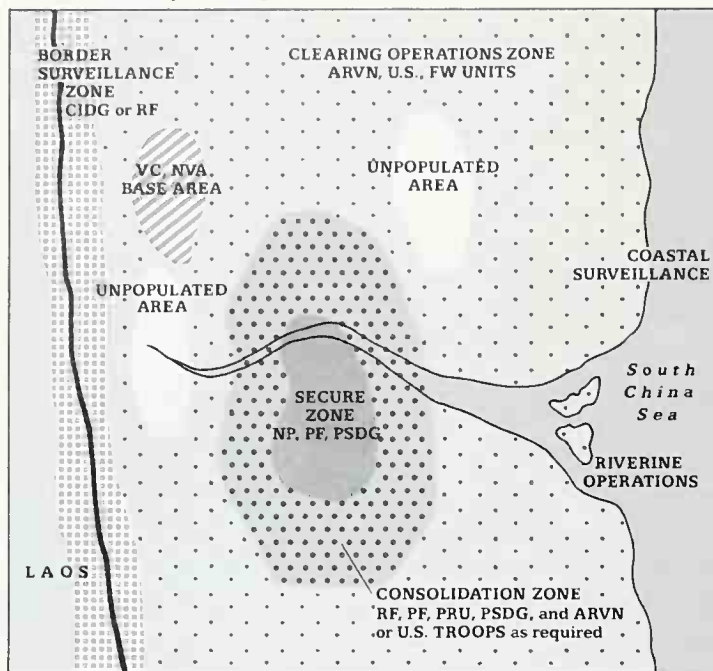 BORDER
SURVEILLANCE
ZONE
CIDG or RF
CLEARING OPERATIONS ZONE
ARVN, U.S., FW UNITS
VC, NVA
BASE AREA
UNPOPULATED
AREA
COASTAL
SURVEILLANCE
UNPOPULATED
AREA
South
China
Sea
SECURE
ZONE
NP, PF, PSDG
RIVERINE
OPERATIONS
LAOS
CONSOLIDATION ZONE
RF, PF, PRU, PSDG, and ARVN
or U.S. TROOPS as required